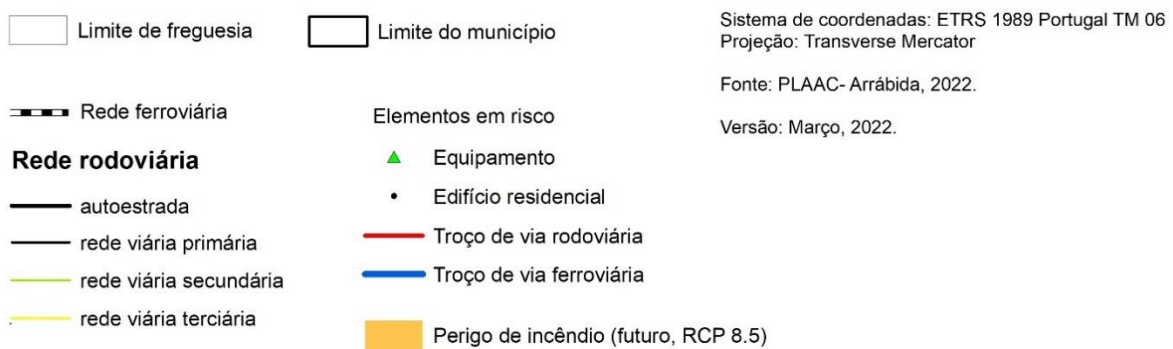 Limite de freguesia
Limite do município
Sistema de coordenadas: ETRS 1989 Portugal TM 06
Projeção: Transverse Mercator
Fonte: PLAAC- Arrábida, 2022.
Versão: Março, 2022.
Rede ferroviária
Rede rodoviária
autoestrada
rede viária primária
rede viária secundária
rede viária terciária
Elementos em risco
Equipamento
Edifício residencial
Troço de via rodoviária
Troço de via ferroviária
Perigo de incêndio (futuro, RCP 8.5)